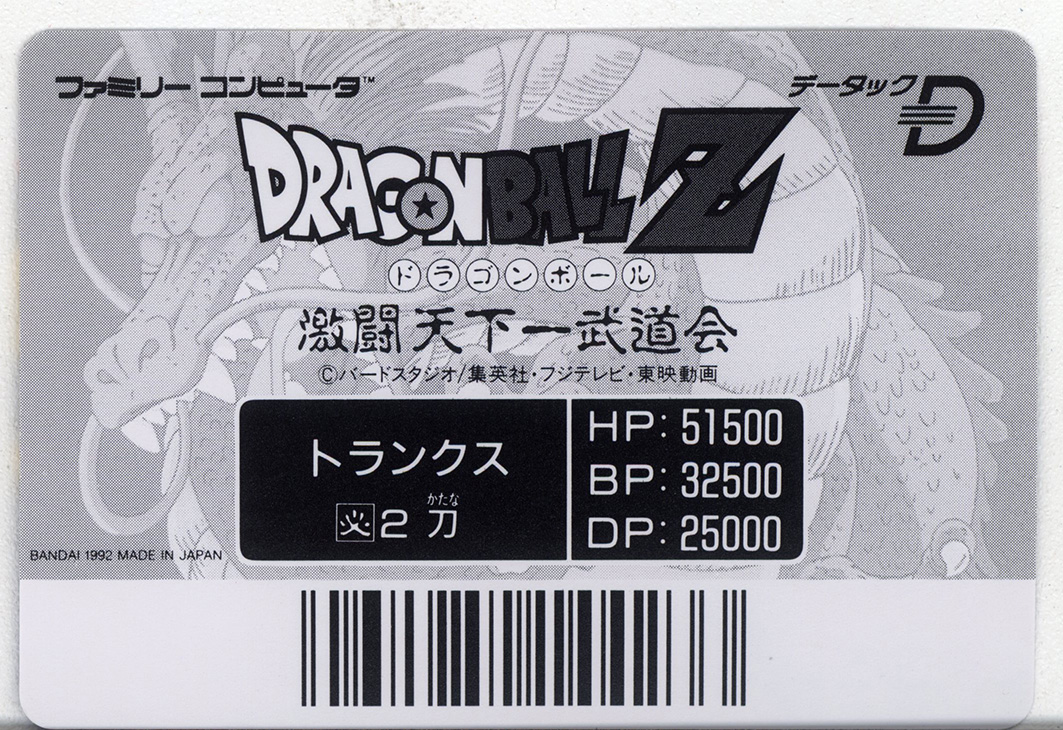 ファミリーコンピュータ™
データック D
DRAGONBALL Z
ドラゴンボール
激闘天下一武道会
©バードスタジオ/集英社・フジテレビ・東映動画
トランクス
かたな
火2 刀
HP: 51500
BP: 32500
DP: 25000
BANDAI 1992 MADE IN JAPAN